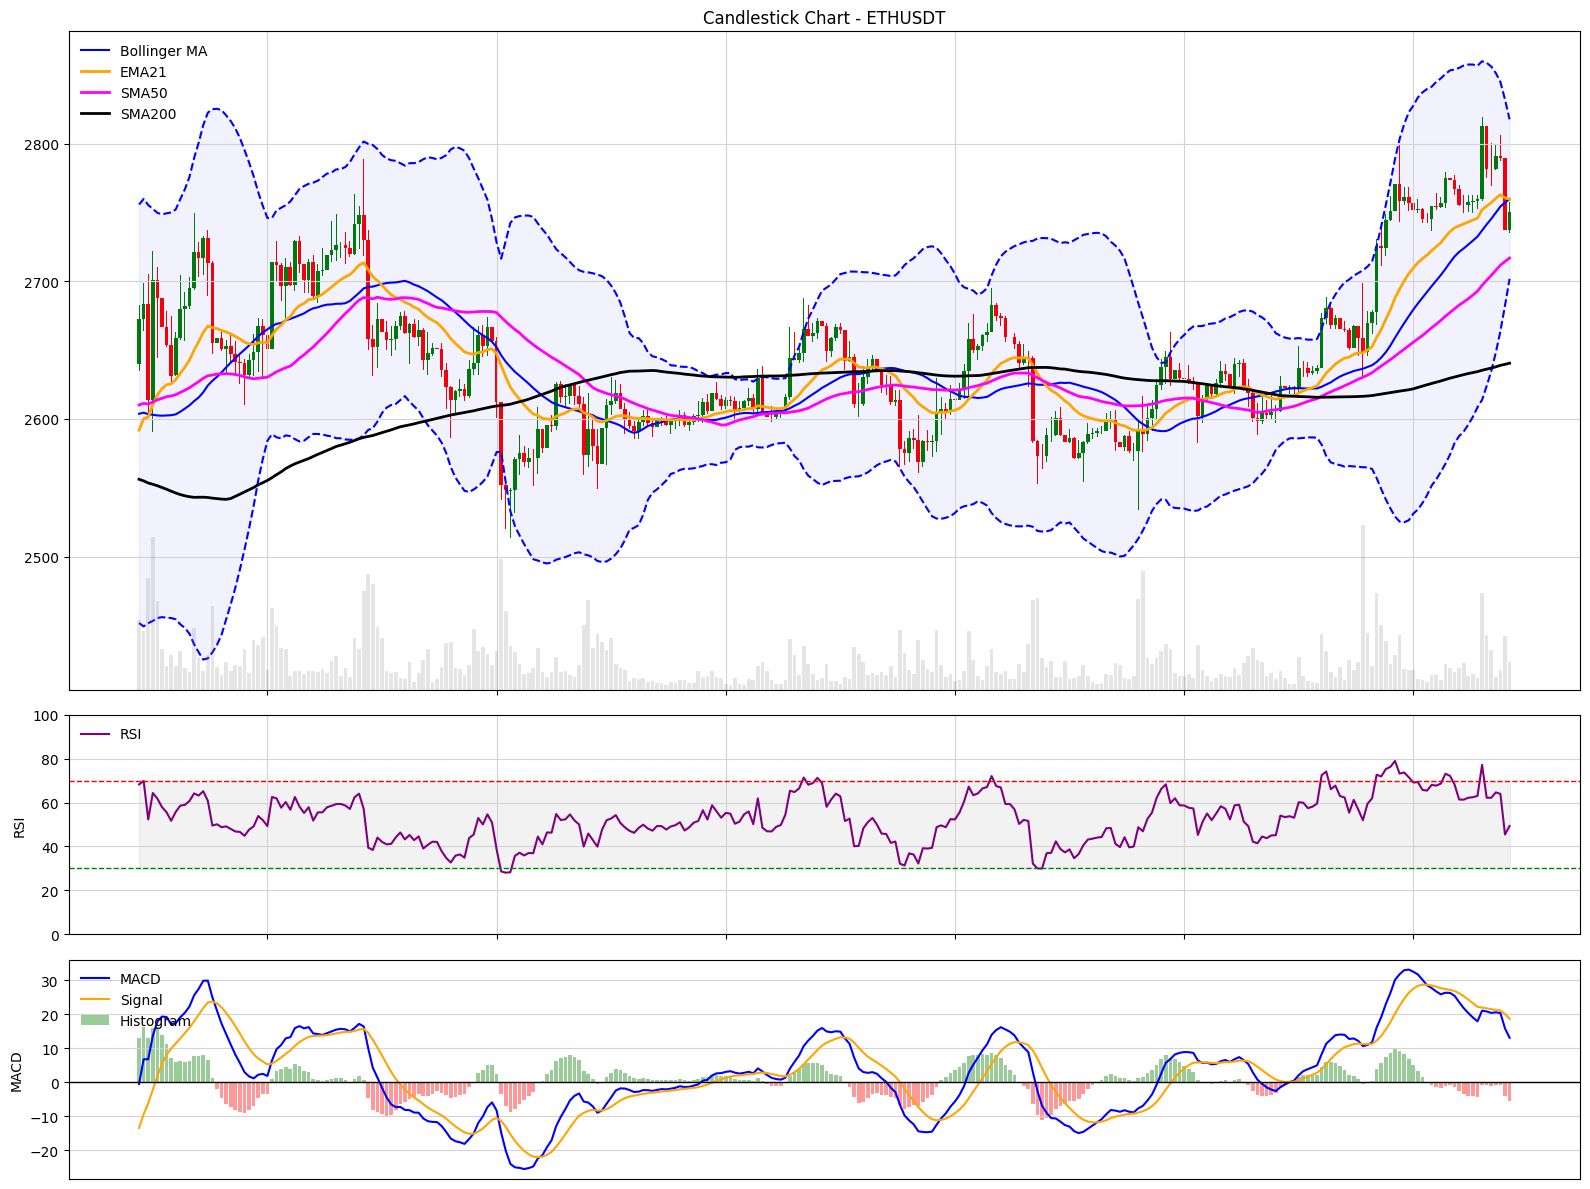 Candlestick Chart - ETHUSDT
Bollinger MA
EMA21
SMA50
SMA200
2800
2700
2600
2500
100
80
60
40
20
0
RSI
RSI
30
20
10
0
−10
−20
MACD
MACD
Signal
Histogram